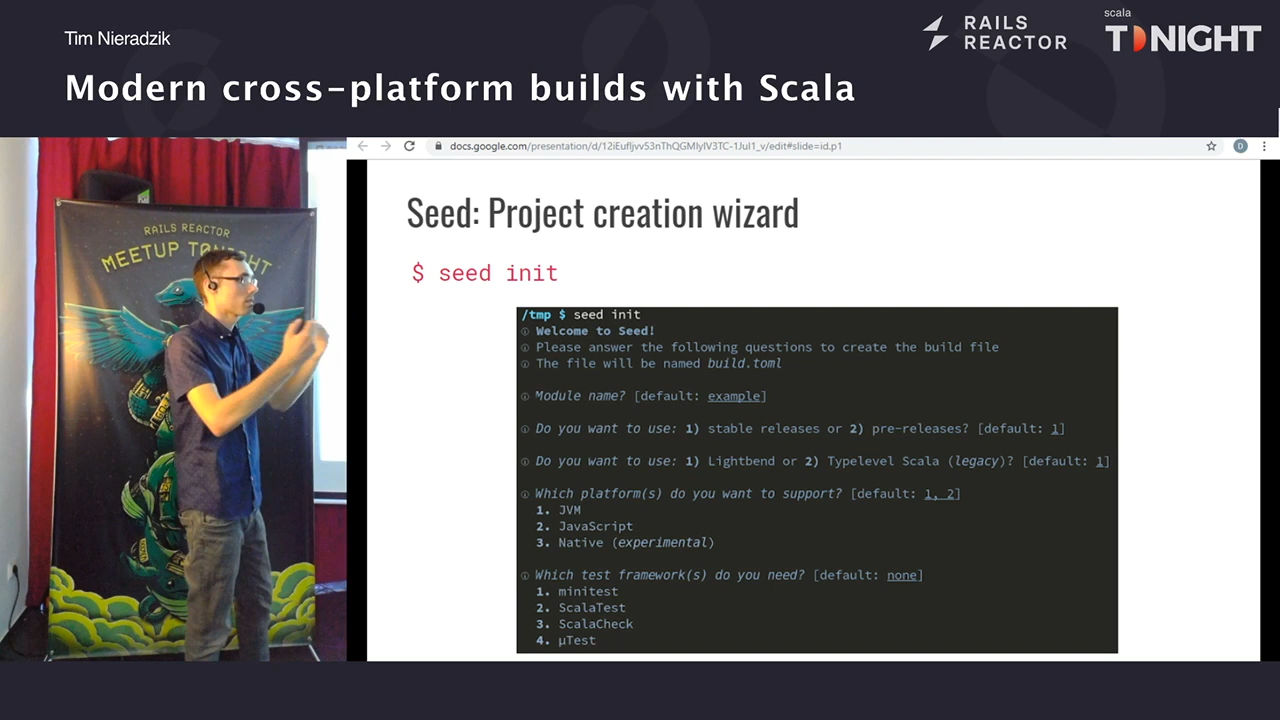 Tim Nieradzik
Modern cross-platform builds with Scala
RAILS
REACTOR
scala
TONIGHT
docs.google.com/presentation/d/12iEufljvv53nThQGMIyIV3TC-1Jul1_v/edit#slide=id.p1
D
RAILS REACTOR
MEETUP TONIGHT
Seed: Project creation wizard
$ seed init
/tmp $ seed init
Welcome to Seed!
Please answer the following questions to create the build file
The file will be named build.toml
Module name? [default: example]
Do you want to use: 1) stable releases or 2) pre-releases? [default: 1]
Do you want to use: 1) Lightbend or 2) Typelevel Scala (legacy)? [default: 1]
Which platform(s) do you want to support? [default: 1, 2]
1. JVM
2. JavaScript
3. Native (experimental)
Which test framework(s) do you need? [default: none]
1. minitest
2. ScalaTest
3. ScalaCheck
4. µTest